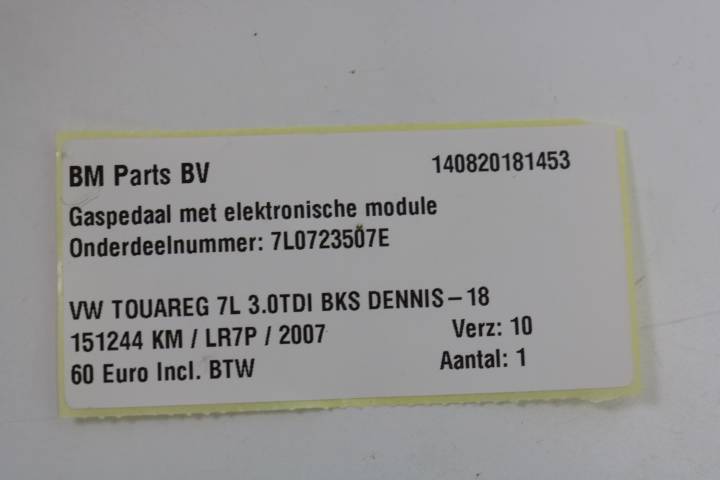 BM Parts BV 140820181453
Gaspedaal met elektronische module
Onderdeelnummer: 7L0723507E
VW TOUAREG 7L 3.0TDI BKS DENNIS-18
151244 KM / LR7P / 2007 Verz: 10
60 Euro Incl. BTW Aantal: 1